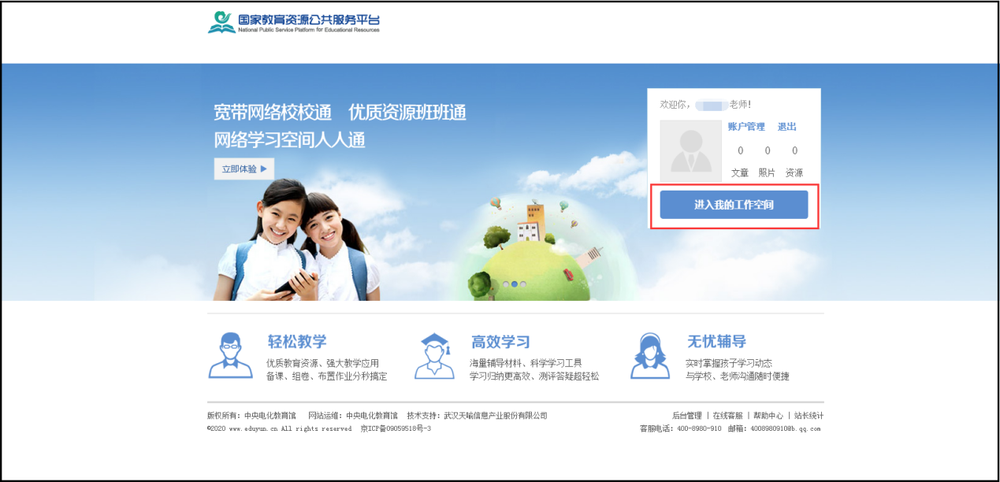 国家教育资源公共服务平台
National Public Service Platform for Educational Resources
宽带网络校校通 优质资源班班通
网络学习空间人人通
立即体验
欢迎你，
老师！
账户管理 退出
0 0 0
文章 照片 资源
进入我的工作空间
轻松教学
优质教育资源、强大教学应用
备课、组卷、布置作业分秒搞定
高效学习
海量辅导材料、科学学习工具
学习归纳更高效、测评答疑超轻松
无忧辅导
实时掌握孩子学习动态
与学校、老师沟通随时便捷
版权所有：中央电化教育馆 网站运维：中央电化教育馆 技术支持：武汉天喻信息产业股份有限公司
©2020 www.eduyun.cn All rights reserved 京ICP备09059518号-3
后台管理 | 在线客服 | 帮助中心 | 站长统计
客服电话：400-8980-910 邮箱：4008980910@b.qq.com